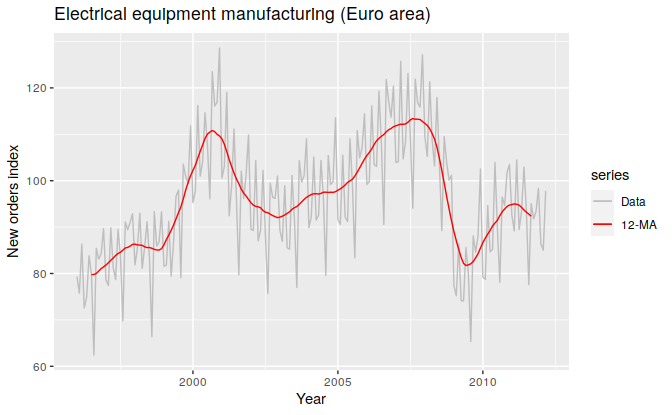 Electrical equipment manufacturing (Euro area)
120
100
80
60
New orders index
2000
2005
2010
Year
series
Data
12-MA